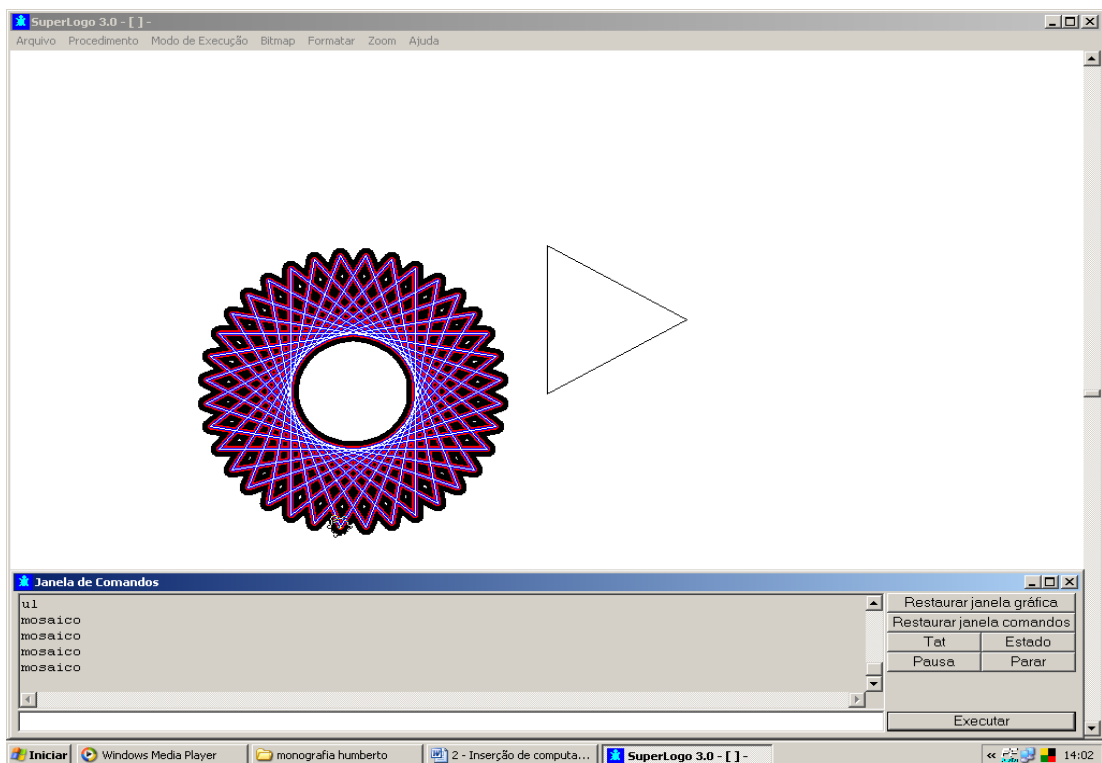 SuperLogo 3.0 - [ ] -
Arquivo Procedimento Modo de Execução Bitmap Formatar Zoom Ajuda
Janela de Comandos
ul
mosaico
mosaico
mosaico
mosaico
Restaurar janela gráfica
Restaurar janela comandos
Tat Estado
Pausa Parar
Executar
Iniciar Windows Media Player monografia humberto 2 - Inserção de computa... SuperLogo 3.0 - [ ] - « 14:02